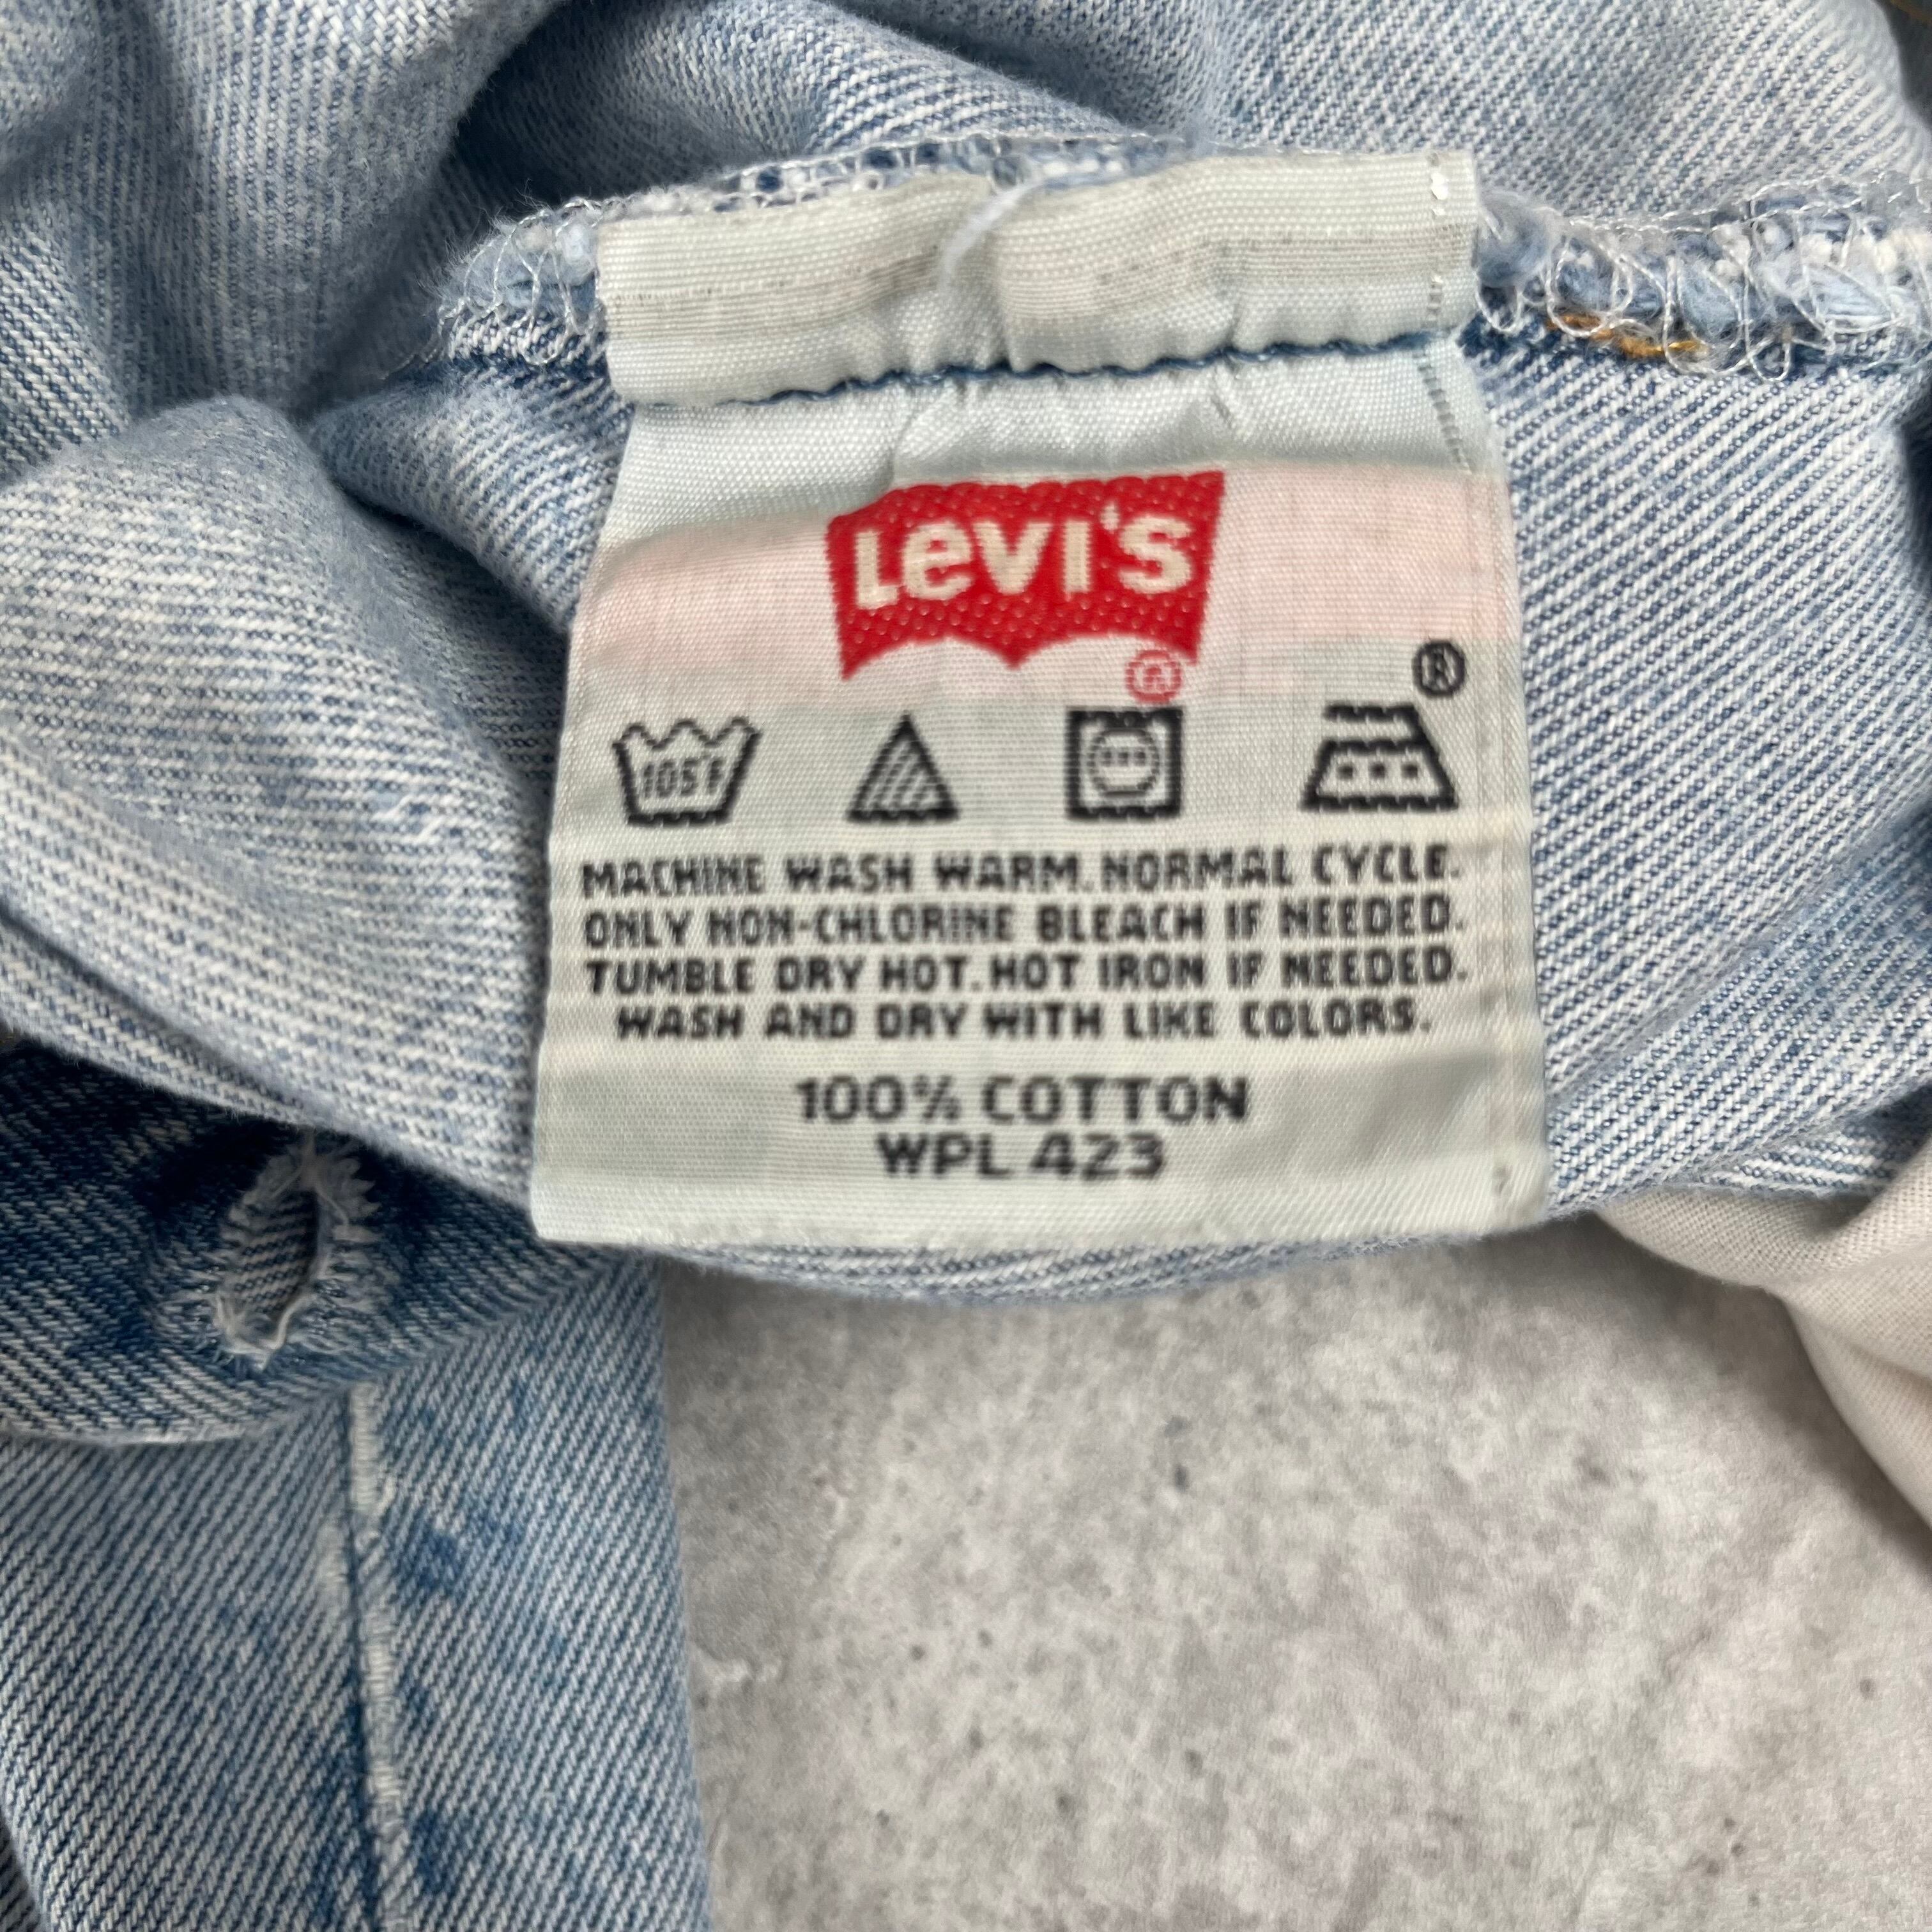 Levi's
®
®
105°F
MACHINE WASH WARM. NORMAL CYCLE.
ONLY NON-CHLORINE BLEACH IF NEEDED.
TUMBLE DRY HOT. HOT IRON IF NEEDED.
WASH AND DRY WITH LIKE COLORS.
100% COTTON
WPL 423